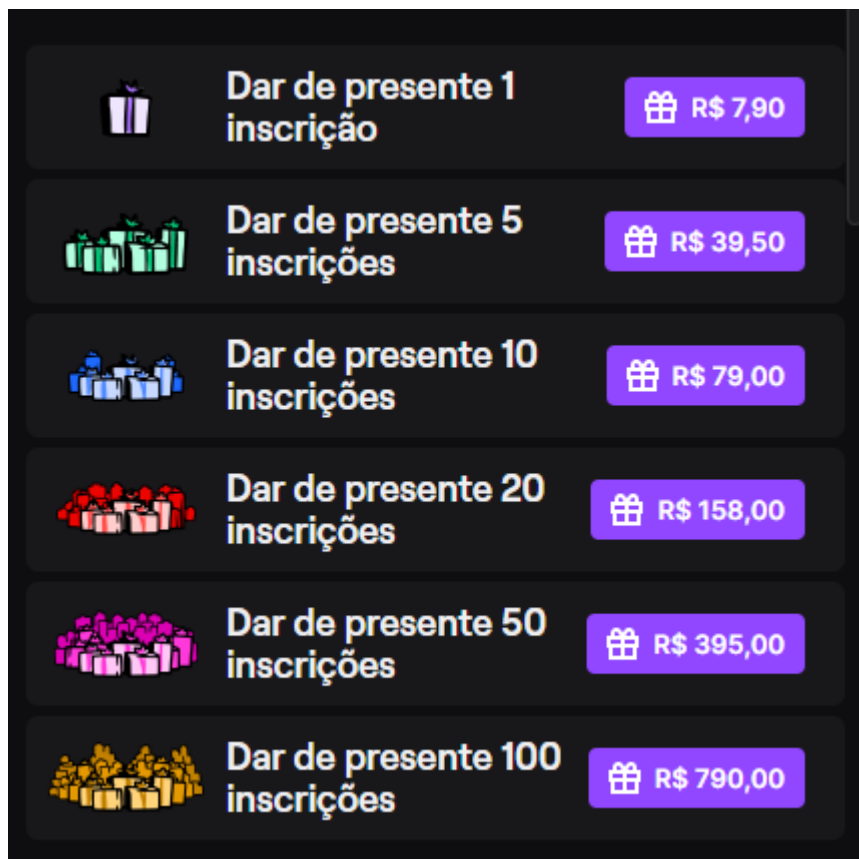 Dar de presente 1
inscrição
R$ 7,90
Dar de presente 5
inscrições
R$ 39,50
Dar de presente 10
inscrições
R$ 79,00
Dar de presente 20
inscrições
R$ 158,00
Dar de presente 50
inscrições
R$ 395,00
Dar de presente 100
inscrições
R$ 790,00